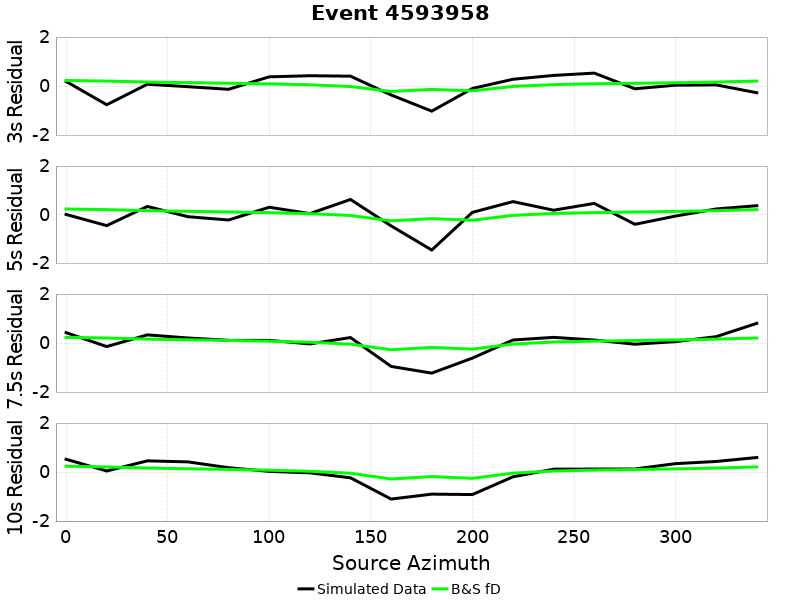 Event 4593958
3s Residual
2
0
-2
5s Residual
2
0
-2
7.5s Residual
2
0
-2
10s Residual
2
0
-2
0 50 100 150 200 250 300
Source Azimuth
Simulated Data B&S fD